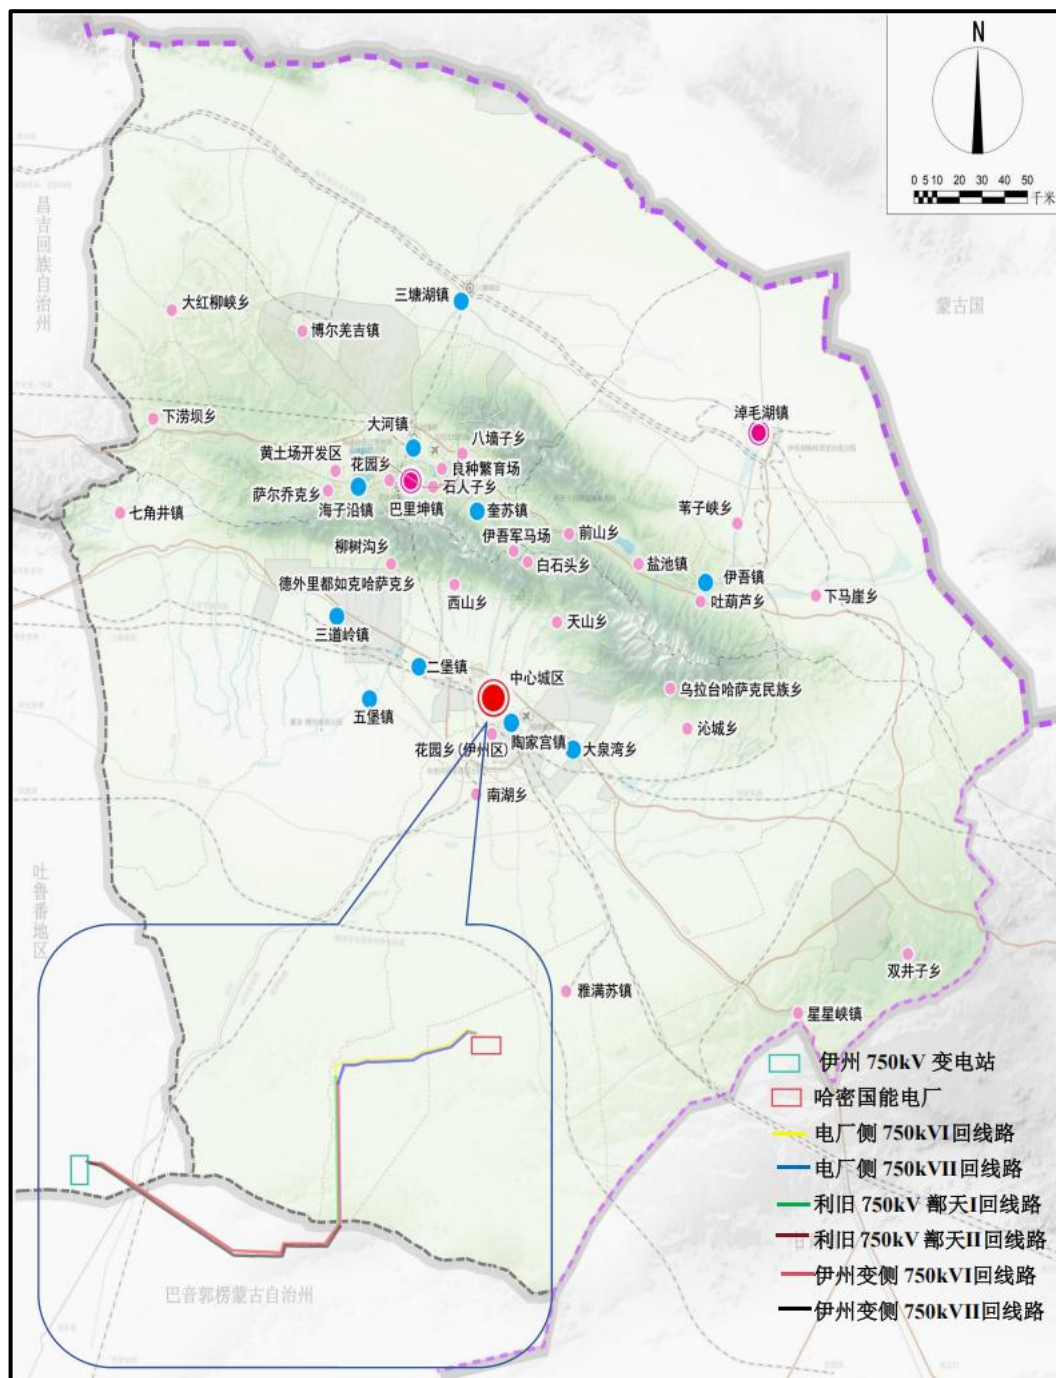 N
0 5 10 20 30 40 50
千米
昌吉回族自治州
蒙古国
三塘湖镇
大红柳峡乡
博尔羌吉镇
淖毛湖镇
下涝坝乡
大河镇
八墙子乡
黄土场开发区
花园乡
良种繁育场
萨尔乔克乡
石人子乡
海子沿镇
巴里坤镇
七角井镇
奎苏镇
苇子峡乡
伊吾军马场
前山乡
柳树沟乡
白石头乡
盐池镇
伊吾镇
德外里都如克哈萨克乡
西山乡
吐葫芦乡
下马崖乡
三道岭镇
天山乡
二堡镇
中心城区
乌拉台哈萨克民族乡
五堡镇
沁城乡
花园乡(伊州区)
陶家宫镇
大泉湾乡
南湖乡
吐鲁番地区
双井子乡
雅满苏镇
星星峡镇
伊州 750kV 变电站
哈密国能电厂
电厂侧 750kVI回线路
电厂侧 750kVII回线路
利旧 750kV 鄯天I回线路
利旧 750kV 鄯天II回线路
伊州变侧 750kVI回线路
伊州变侧 750kVII回线路
巴音郭楞蒙古自治州